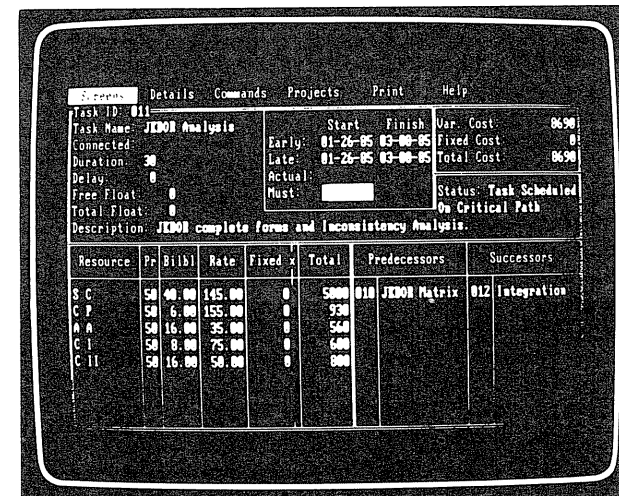 Screens Details Commands Projects Print Help
Task ID: 011
Task Name: JKBOR Analysis
Connected:
Duration: 30
Delay: 0
Free Float: 0
Total Float: 0
Start Finish
Early: 01-26-85 03-08-85
Late: 01-26-85 03-08-85
Actual:
Must:
Var. Cost: 8690
Fixed Cost: 0
Total Cost: 8690
Status: Task Scheduled
On Critical Path
Description: complete forms and Inconsistency Analysis.
Resource Pr Bilbl Rate Fixed x Total Predecessors Successors
S C 50 40.00 145.00 0 5800 010 Matrix 012 Integration
C P 50 6.00 155.00 0 930
A A 50 16.00 35.00 0 560
C I 50 8.00 75.00 0 600
C II 50 16.00 50.00 0 800